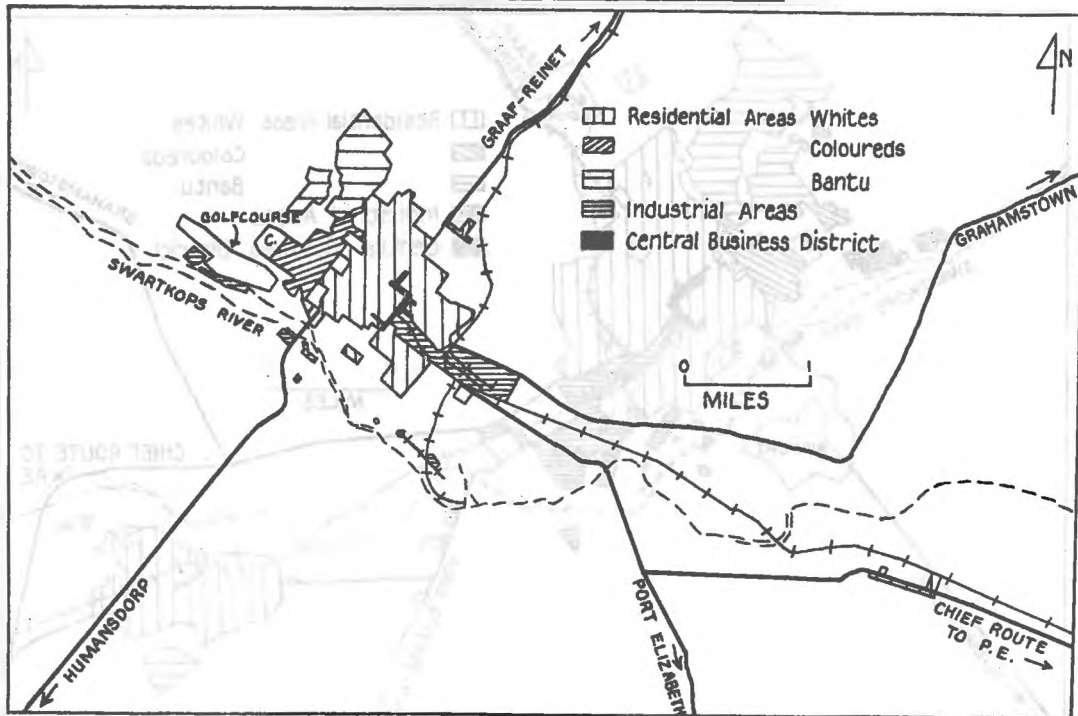 GRAAF-REINET
N
Residential Areas Whites
Coloureds
Bantu
Industrial Areas
Central Business District
GRAHAMSTOWN
GOLFCOURSE
C.
SWARTKOPS RIVER
0 1
MILES
HUMANSDORP
PORT ELIZABETH
CHIEF ROUTE
TO P.E.